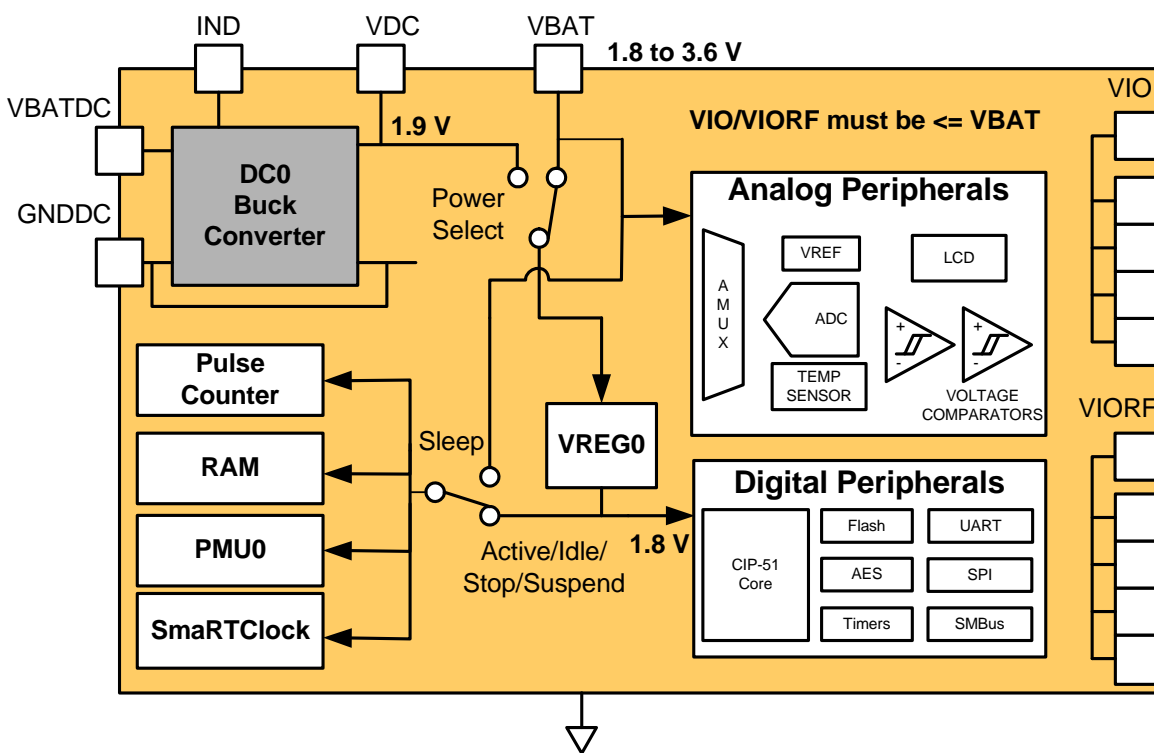 IND
VDC
VBAT
1.8 to 3.6 V
VIO
VBATDC
1.9 V
VIO/VIORF must be <= VBAT
GNDDC
DC0
Buck
Converter
Power
Select
Analog Peripherals
VREF
LCD
A
M
U
X
ADC
+
-
+
-
TEMP
SENSOR
VOLTAGE
COMPARATORS
VIORF
Pulse
Counter
RAM
PMU0
SmaRTClock
Sleep
VREG0
Active/Idle/
Stop/Suspend
1.8 V
Digital Peripherals
CIP-51
Core
Flash
UART
AES
SPI
Timers
SMBus